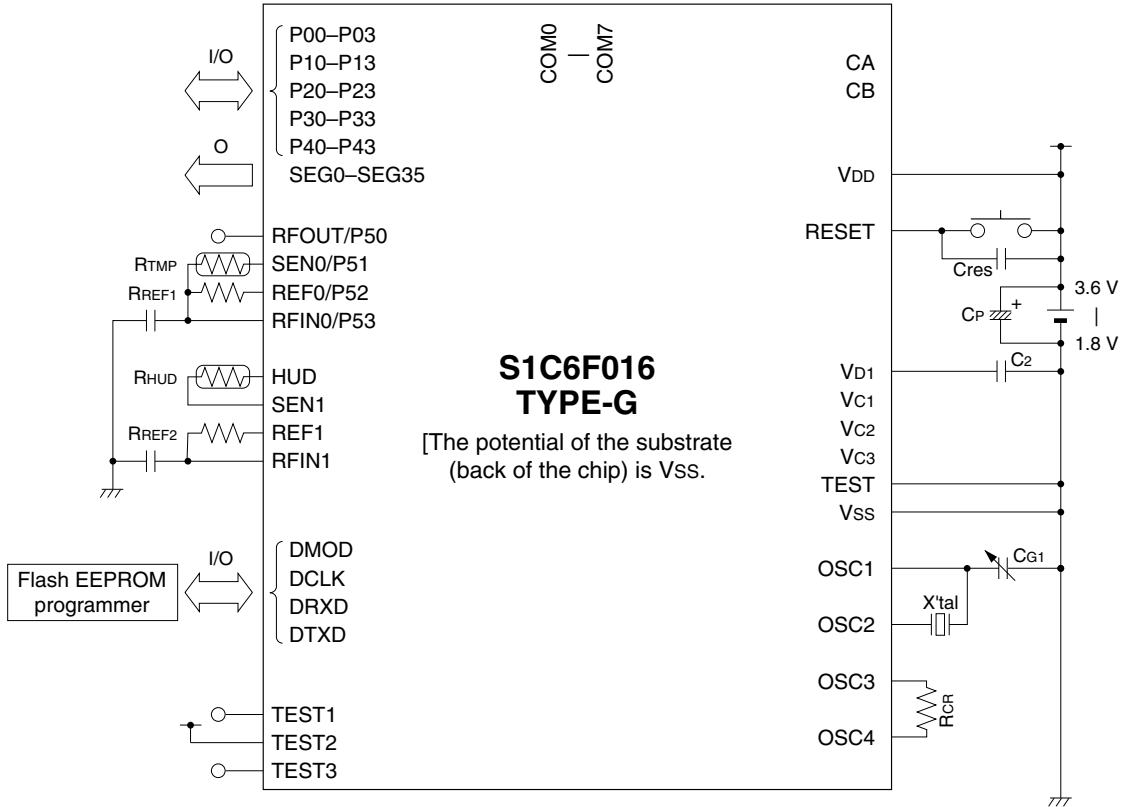 I/O
P00–P03
P10–P13
P20–P23
P30–P33
P40–P43
O
SEG0–SEG35
COM0 — COM7
CA
CB
VDD
RESET
Cres
CP
+
3.6 V
|
1.8 V
RFOUT/P50
RTMP
SEN0/P51
RREF1
REF0/P52
RFIN0/P53
RHUD
HUD
SEN1
RREF2
REF1
RFIN1
S1C6F016
TYPE-G
[The potential of the substrate
(back of the chip) is VSS.
VD1
C2
VC1
VC2
VC3
TEST
VSS
Flash EEPROM
programmer
I/O
DMOD
DCLK
DRXD
DTXD
OSC1
CG1
X'tal
OSC2
OSC3
RCR
OSC4
TEST1
TEST2
TEST3